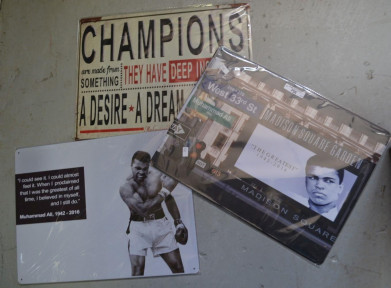 CHAMPIONS
are made from
SOMETHING
THEY HAVE DEEP IN
A DESIRE ★ A DREAM
West 33rd St
MADISON SQUARE GARDEN
MADISON SQUARE
"I could see it, I could almost
feel it. When I proclaimed
that I was the greatest of all
time, I believed in myself,
and I still do."
Muhammad Ali, 1942 - 2016